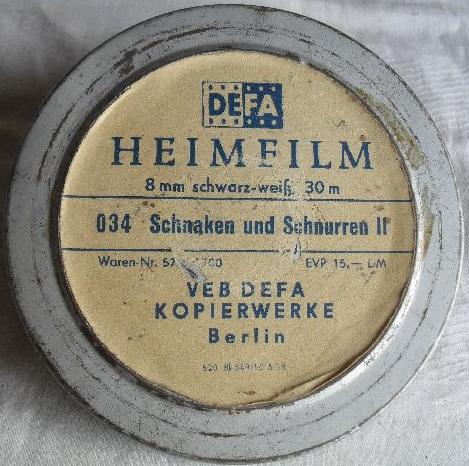 DEFA
HEIMFILM
8 mm schwarz-weiß 30 m
034 Schnaken und Schnurren II
Waren-Nr. EVP 15,— DM
VEB DEFA
KOPIERWERKE
Berlin